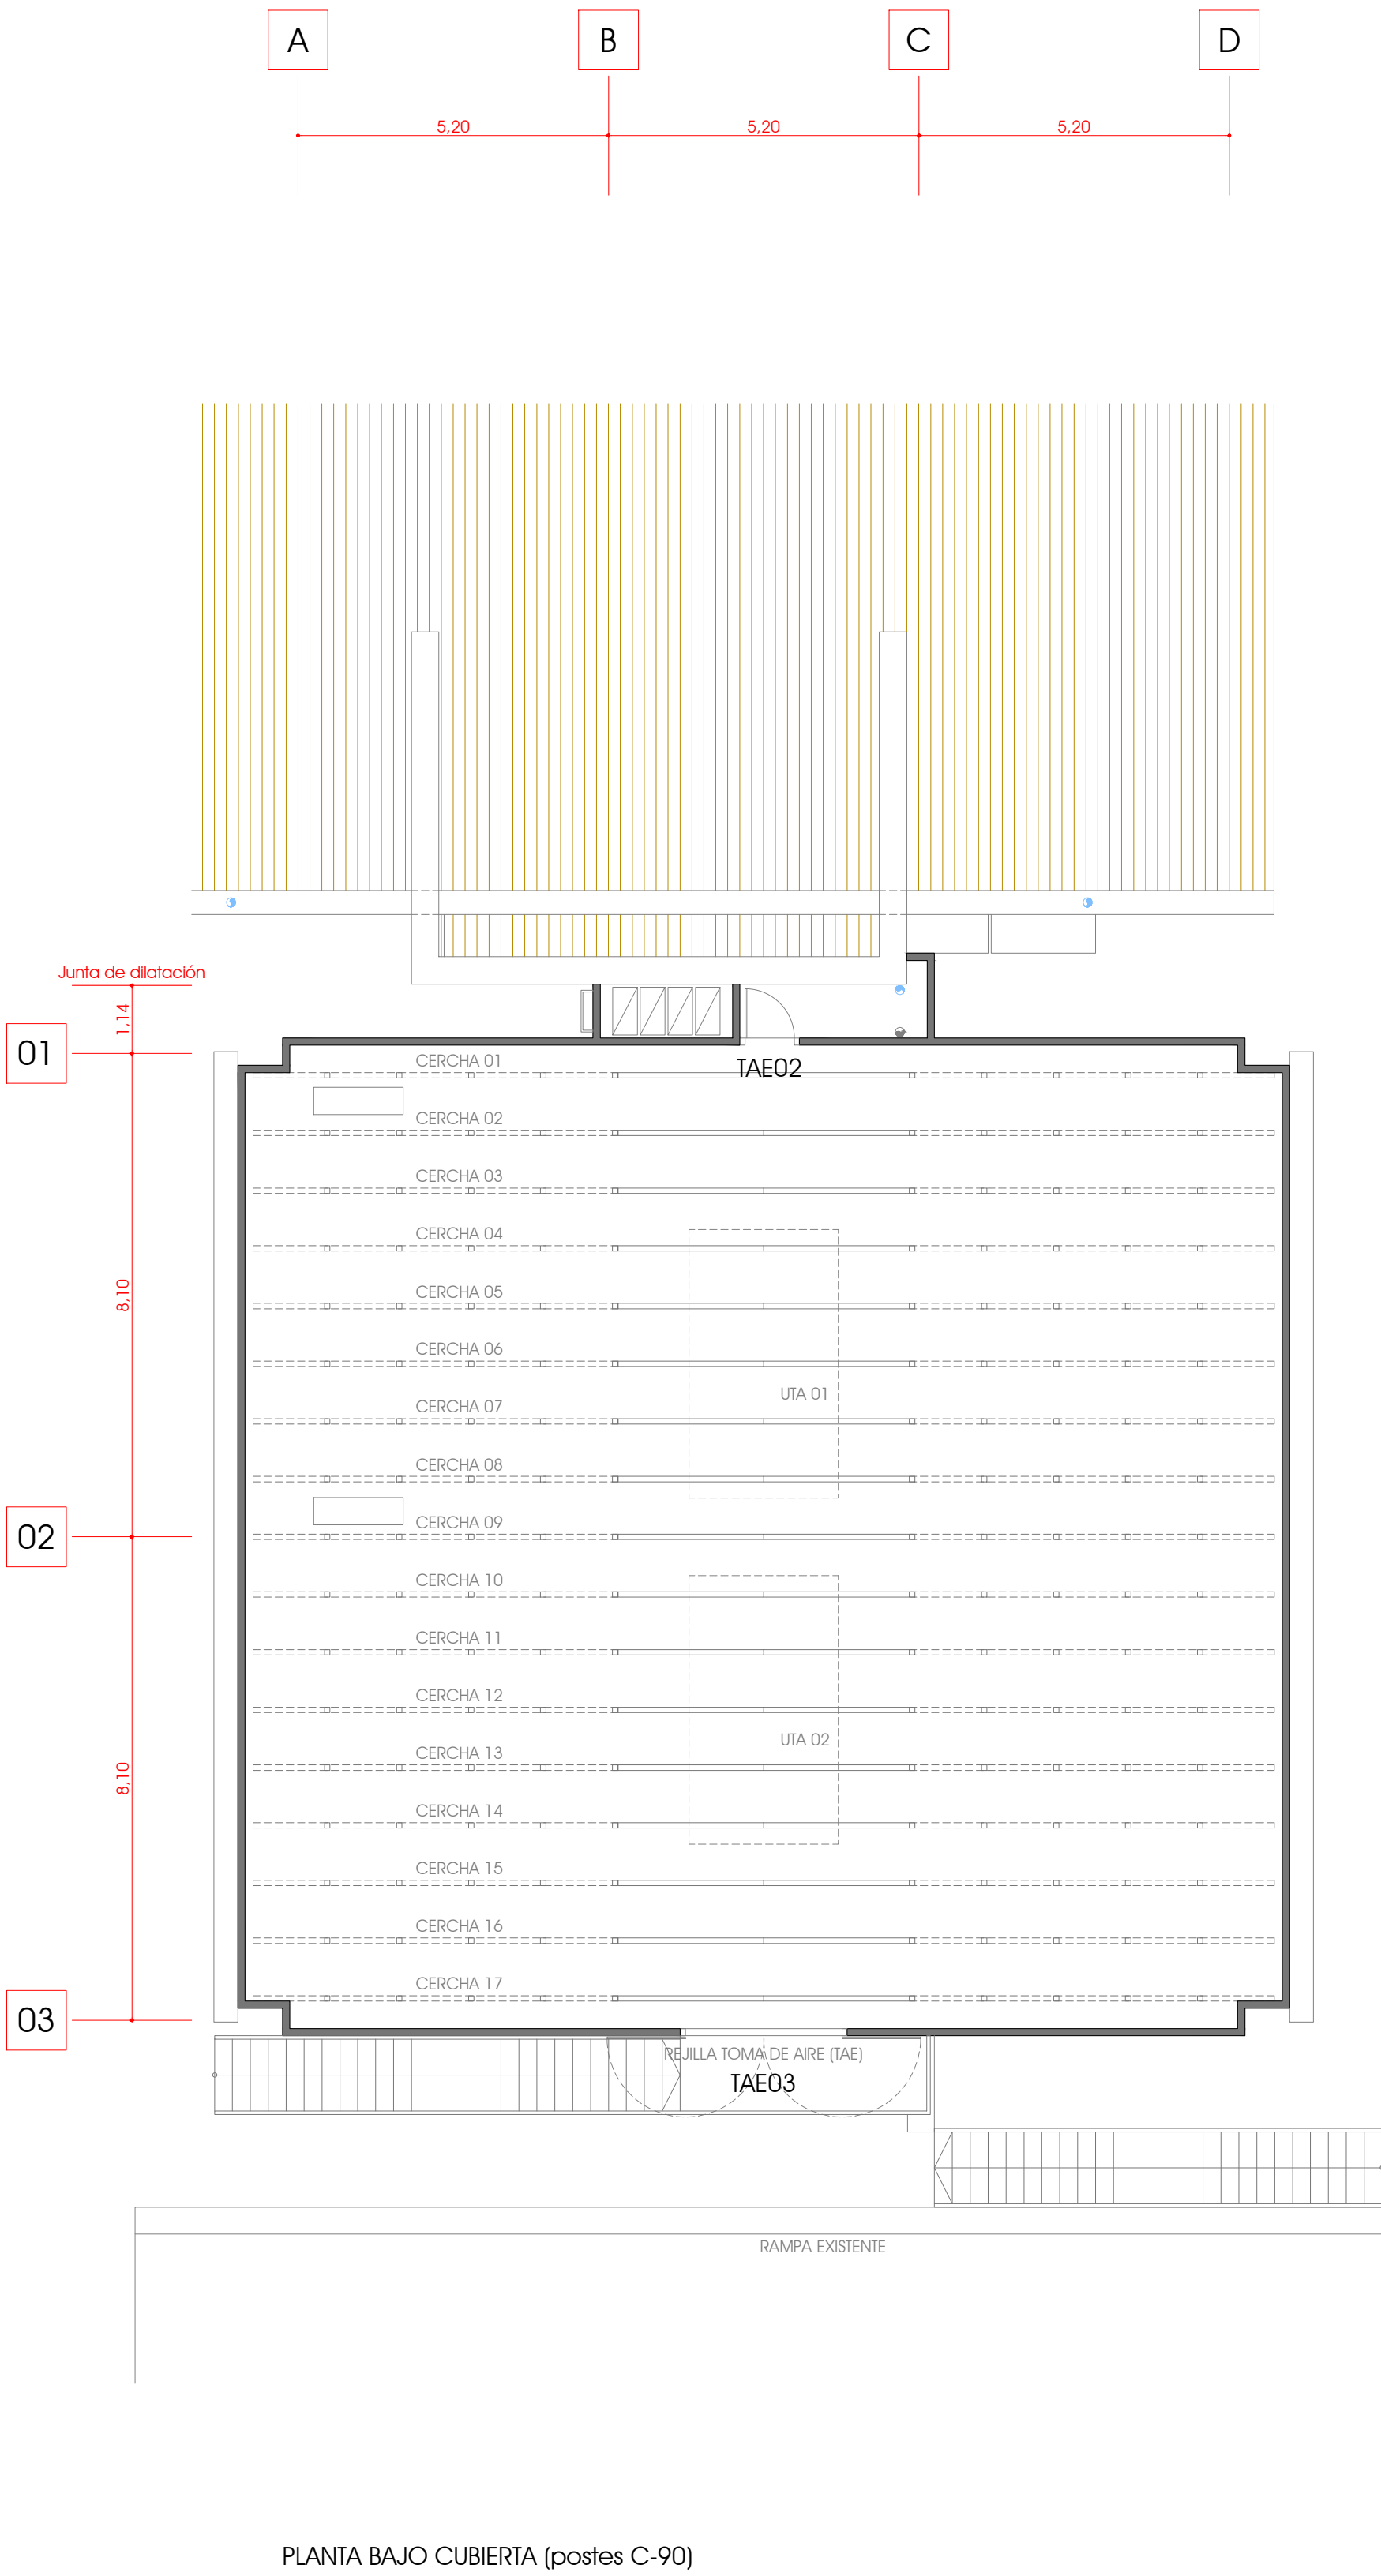 A
B
C
D
5,20
5,20
5,20
Junta de dilatación
1,14
01
CERCHA 01
TAE02
CERCHA 02
CERCHA 03
CERCHA 04
8,10
CERCHA 05
CERCHA 06
UTA 01
CERCHA 07
CERCHA 08
CERCHA 09
02
CERCHA 10
CERCHA 11
CERCHA 12
UTA 02
CERCHA 13
8,10
CERCHA 14
CERCHA 15
CERCHA 16
CERCHA 17
03
REJILLA TOMA DE AIRE (TAE)
TAE03
RAMPA EXISTENTE
PLANTA BAJO CUBIERTA (postes C-90)